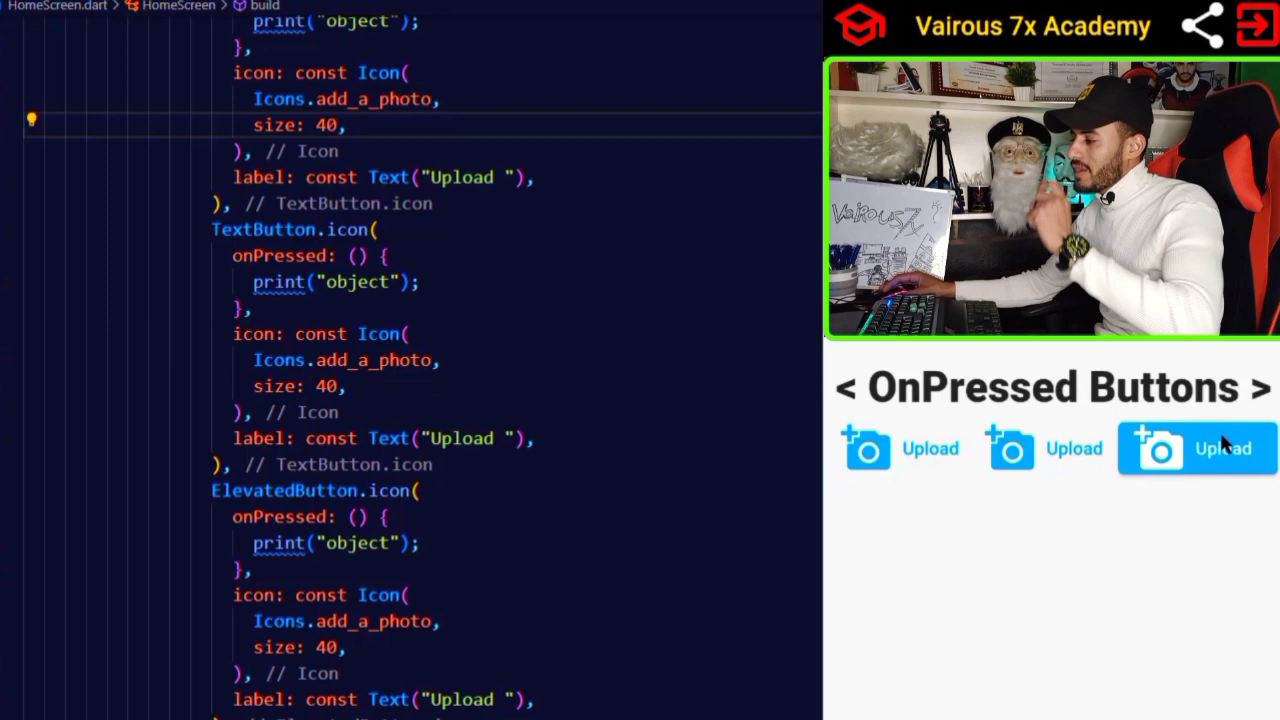 HomeScreen.dart > HomeScreen > build
print("object");
},
icon: const Icon(
Icons.add_a_photo,
size: 40,
), // Icon
label: const Text("Upload "),
), // TextButton.icon
TextButton.icon(
onPressed: () {
print("object");
},
icon: const Icon(
Icons.add_a_photo,
size: 40,
), // Icon
label: const Text("Upload "),
), // TextButton.icon
ElevatedButton.icon(
onPressed: () {
print("object");
},
icon: const Icon(
Icons.add_a_photo,
size: 40,
), // Icon
label: const Text("Upload "),
Vairous 7x Academy
Vairous7x
< OnPressed Buttons >
Upload Upload Upload